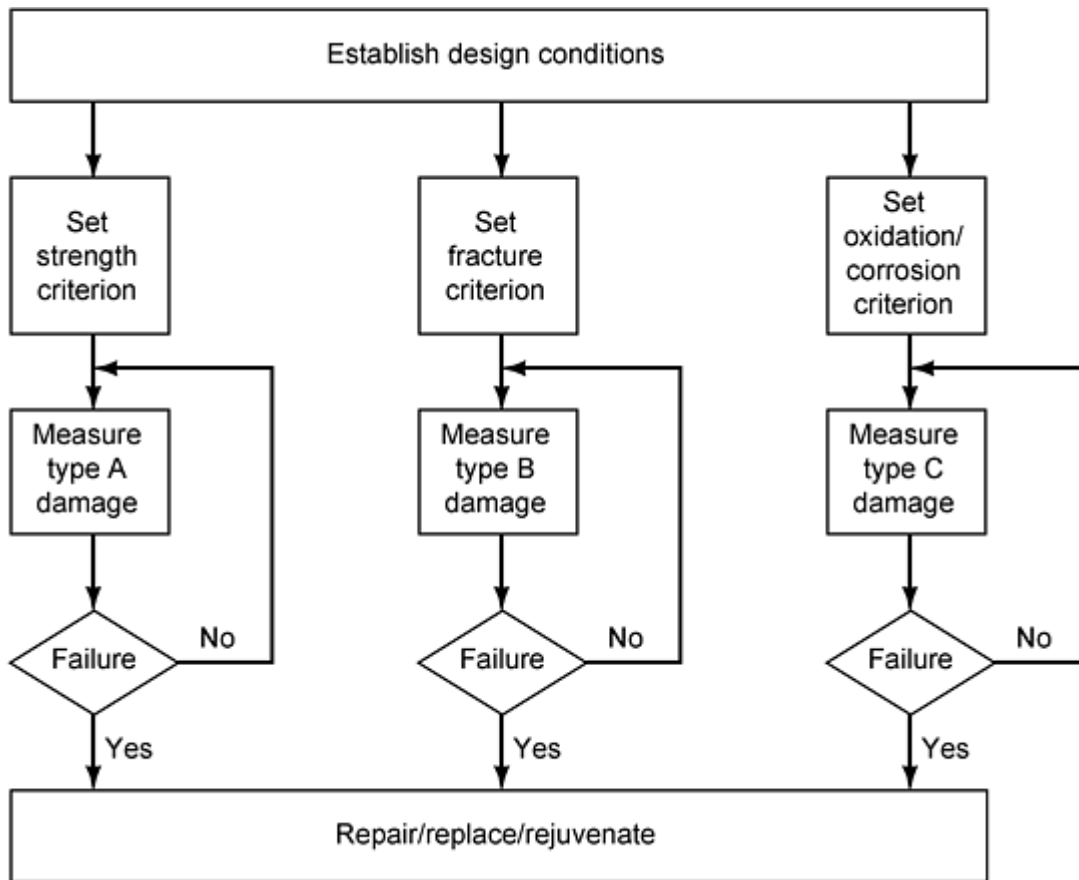 Establish design conditions
Set
strength
criterion
Set
fracture
criterion
Set
oxidation/
corrosion
criterion
Measure
type A
damage
Measure
type B
damage
Measure
type C
damage
Failure
No
Failure
No
Failure
No
Yes
Yes
Yes
Repair/replace/rejuvenate